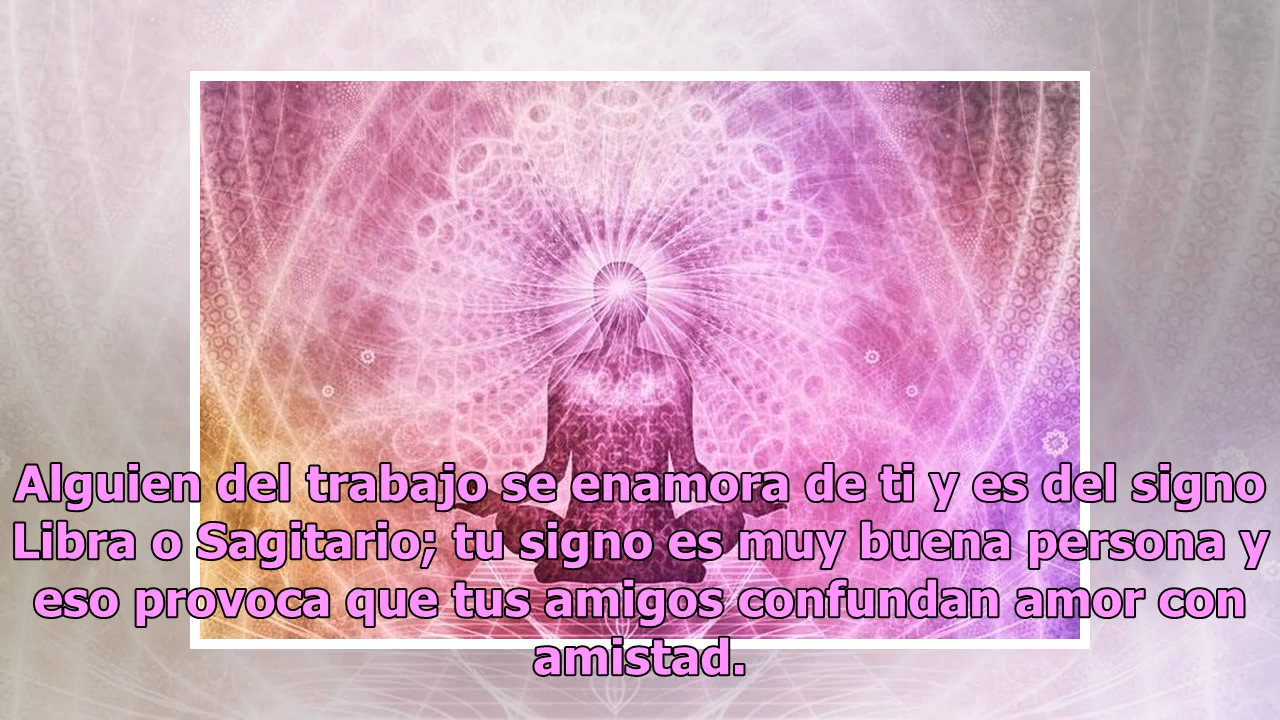 Alguien del trabajo se enamora de ti y es del signo
Libra o Sagitario; tu signo es muy buena persona y
eso provoca que tus amigos confundan amor con
amistad.